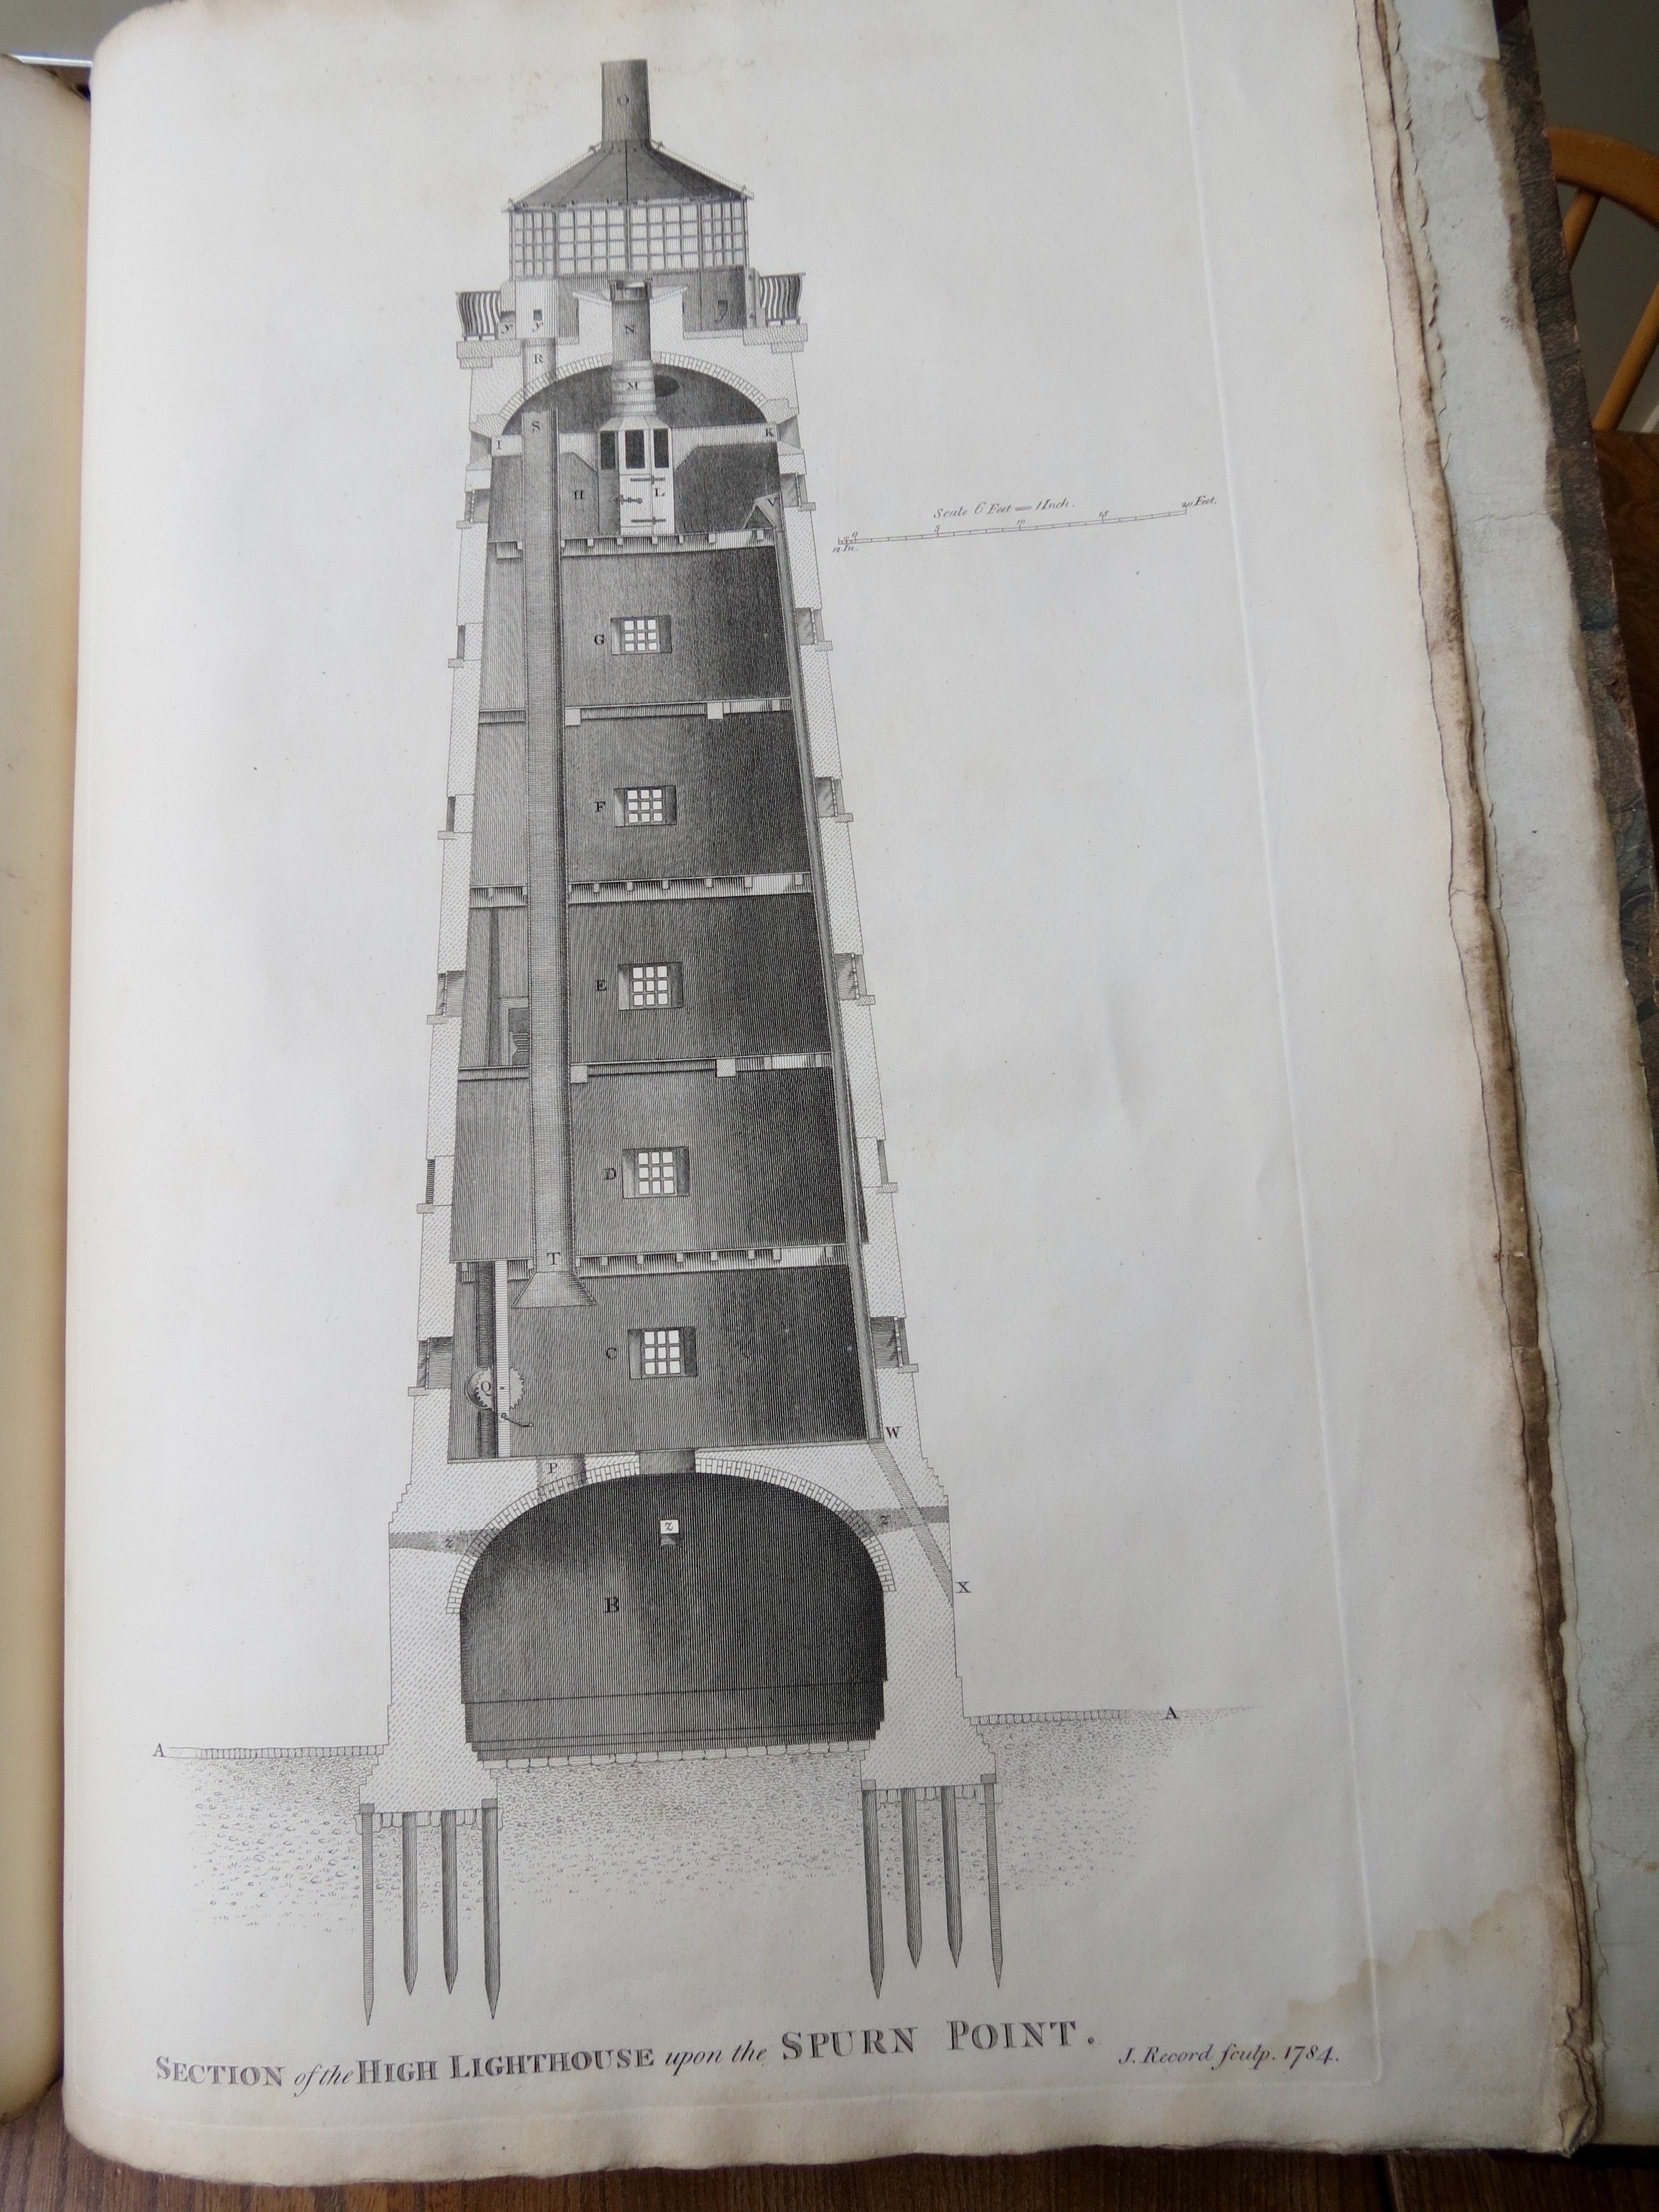 O
y y
N
R
M
S
I K
H L V
Scale 6 Feet = 1 Inch.
12 In. 0 5 10 15 20 Feet.
G
F
E
D
T
C
Q
W
P
z z z
B
X
A A
SECTION of the HIGH LIGHTHOUSE upon the SPURN POINT.
J. Record ſculp. 1784.